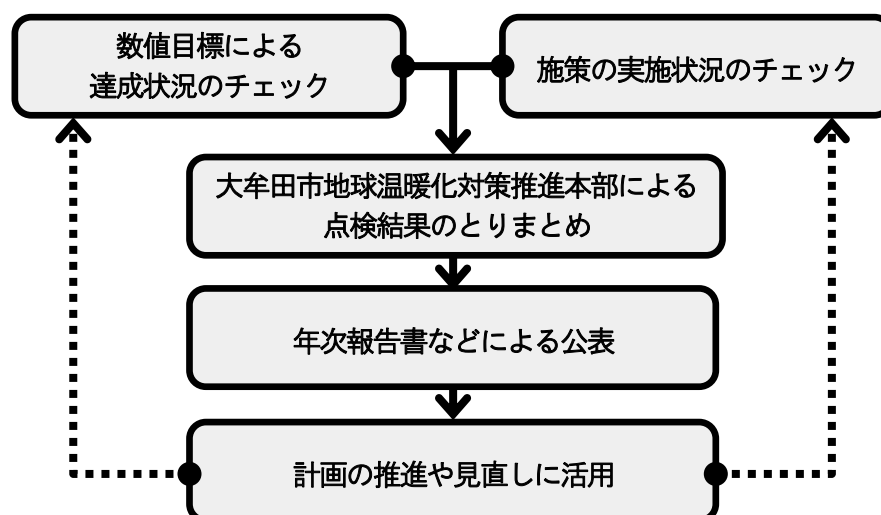 数値目標による
達成状況のチェック
施策の実施状況のチェック
大牟田市地球温暖化対策推進本部による
点検結果のとりまとめ
年次報告書などによる公表
計画の推進や見直しに活用